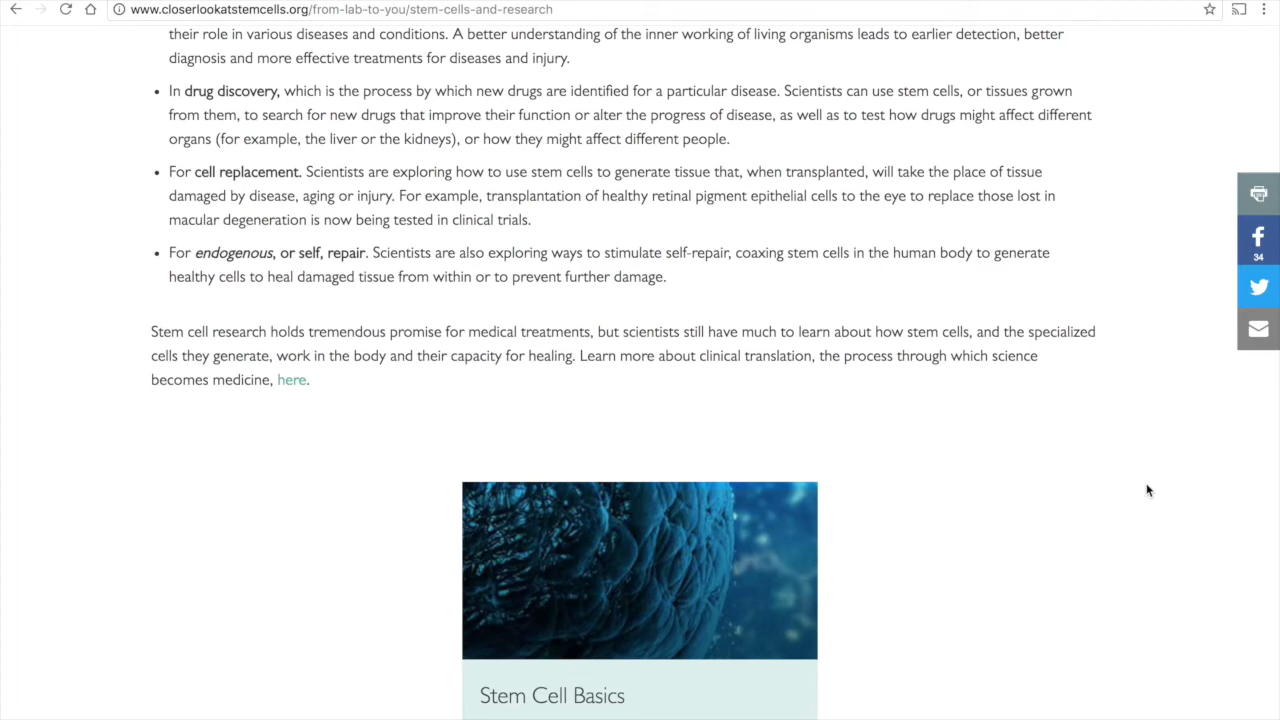 www.closerlookatstemcells.org/from-lab-to-you/stem-cells-and-research
their role in various diseases and conditions. A better understanding of the inner working of living organisms leads to earlier detection, better
diagnosis and more effective treatments for diseases and injury.
• In drug discovery, which is the process by which new drugs are identified for a particular disease. Scientists can use stem cells, or tissues grown
from them, to search for new drugs that improve their function or alter the progress of disease, as well as to test how drugs might affect different
organs (for example, the liver or the kidneys), or how they might affect different people.
• For cell replacement. Scientists are exploring how to use stem cells to generate tissue that, when transplanted, will take the place of tissue
damaged by disease, aging or injury. For example, transplantation of healthy retinal pigment epithelial cells to the eye to replace those lost in
macular degeneration is now being tested in clinical trials.
• For endogenous, or self, repair. Scientists are also exploring ways to stimulate self-repair, coaxing stem cells in the human body to generate
healthy cells to heal damaged tissue from within or to prevent further damage.
34
Stem cell research holds tremendous promise for medical treatments, but scientists still have much to learn about how stem cells, and the specialized
cells they generate, work in the body and their capacity for healing. Learn more about clinical translation, the process through which science
becomes medicine, here.
Stem Cell Basics